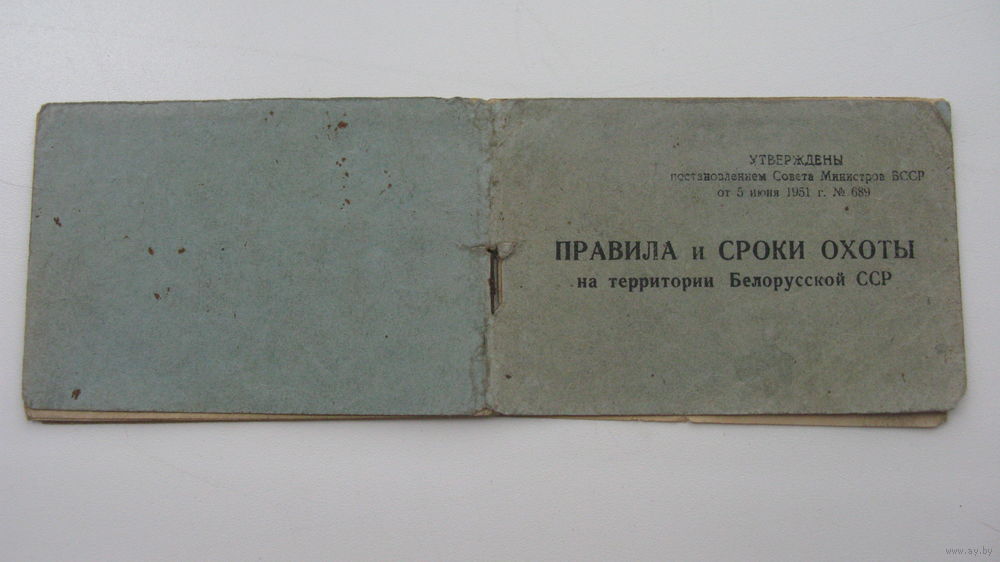 УТВЕРЖДЕНЫ
постановлением Совета Министров БССР
от 5 июня 1951 г. № 689
ПРАВИЛА и СРОКИ ОХОТЫ
на территории Белорусской ССР
www.ay.by